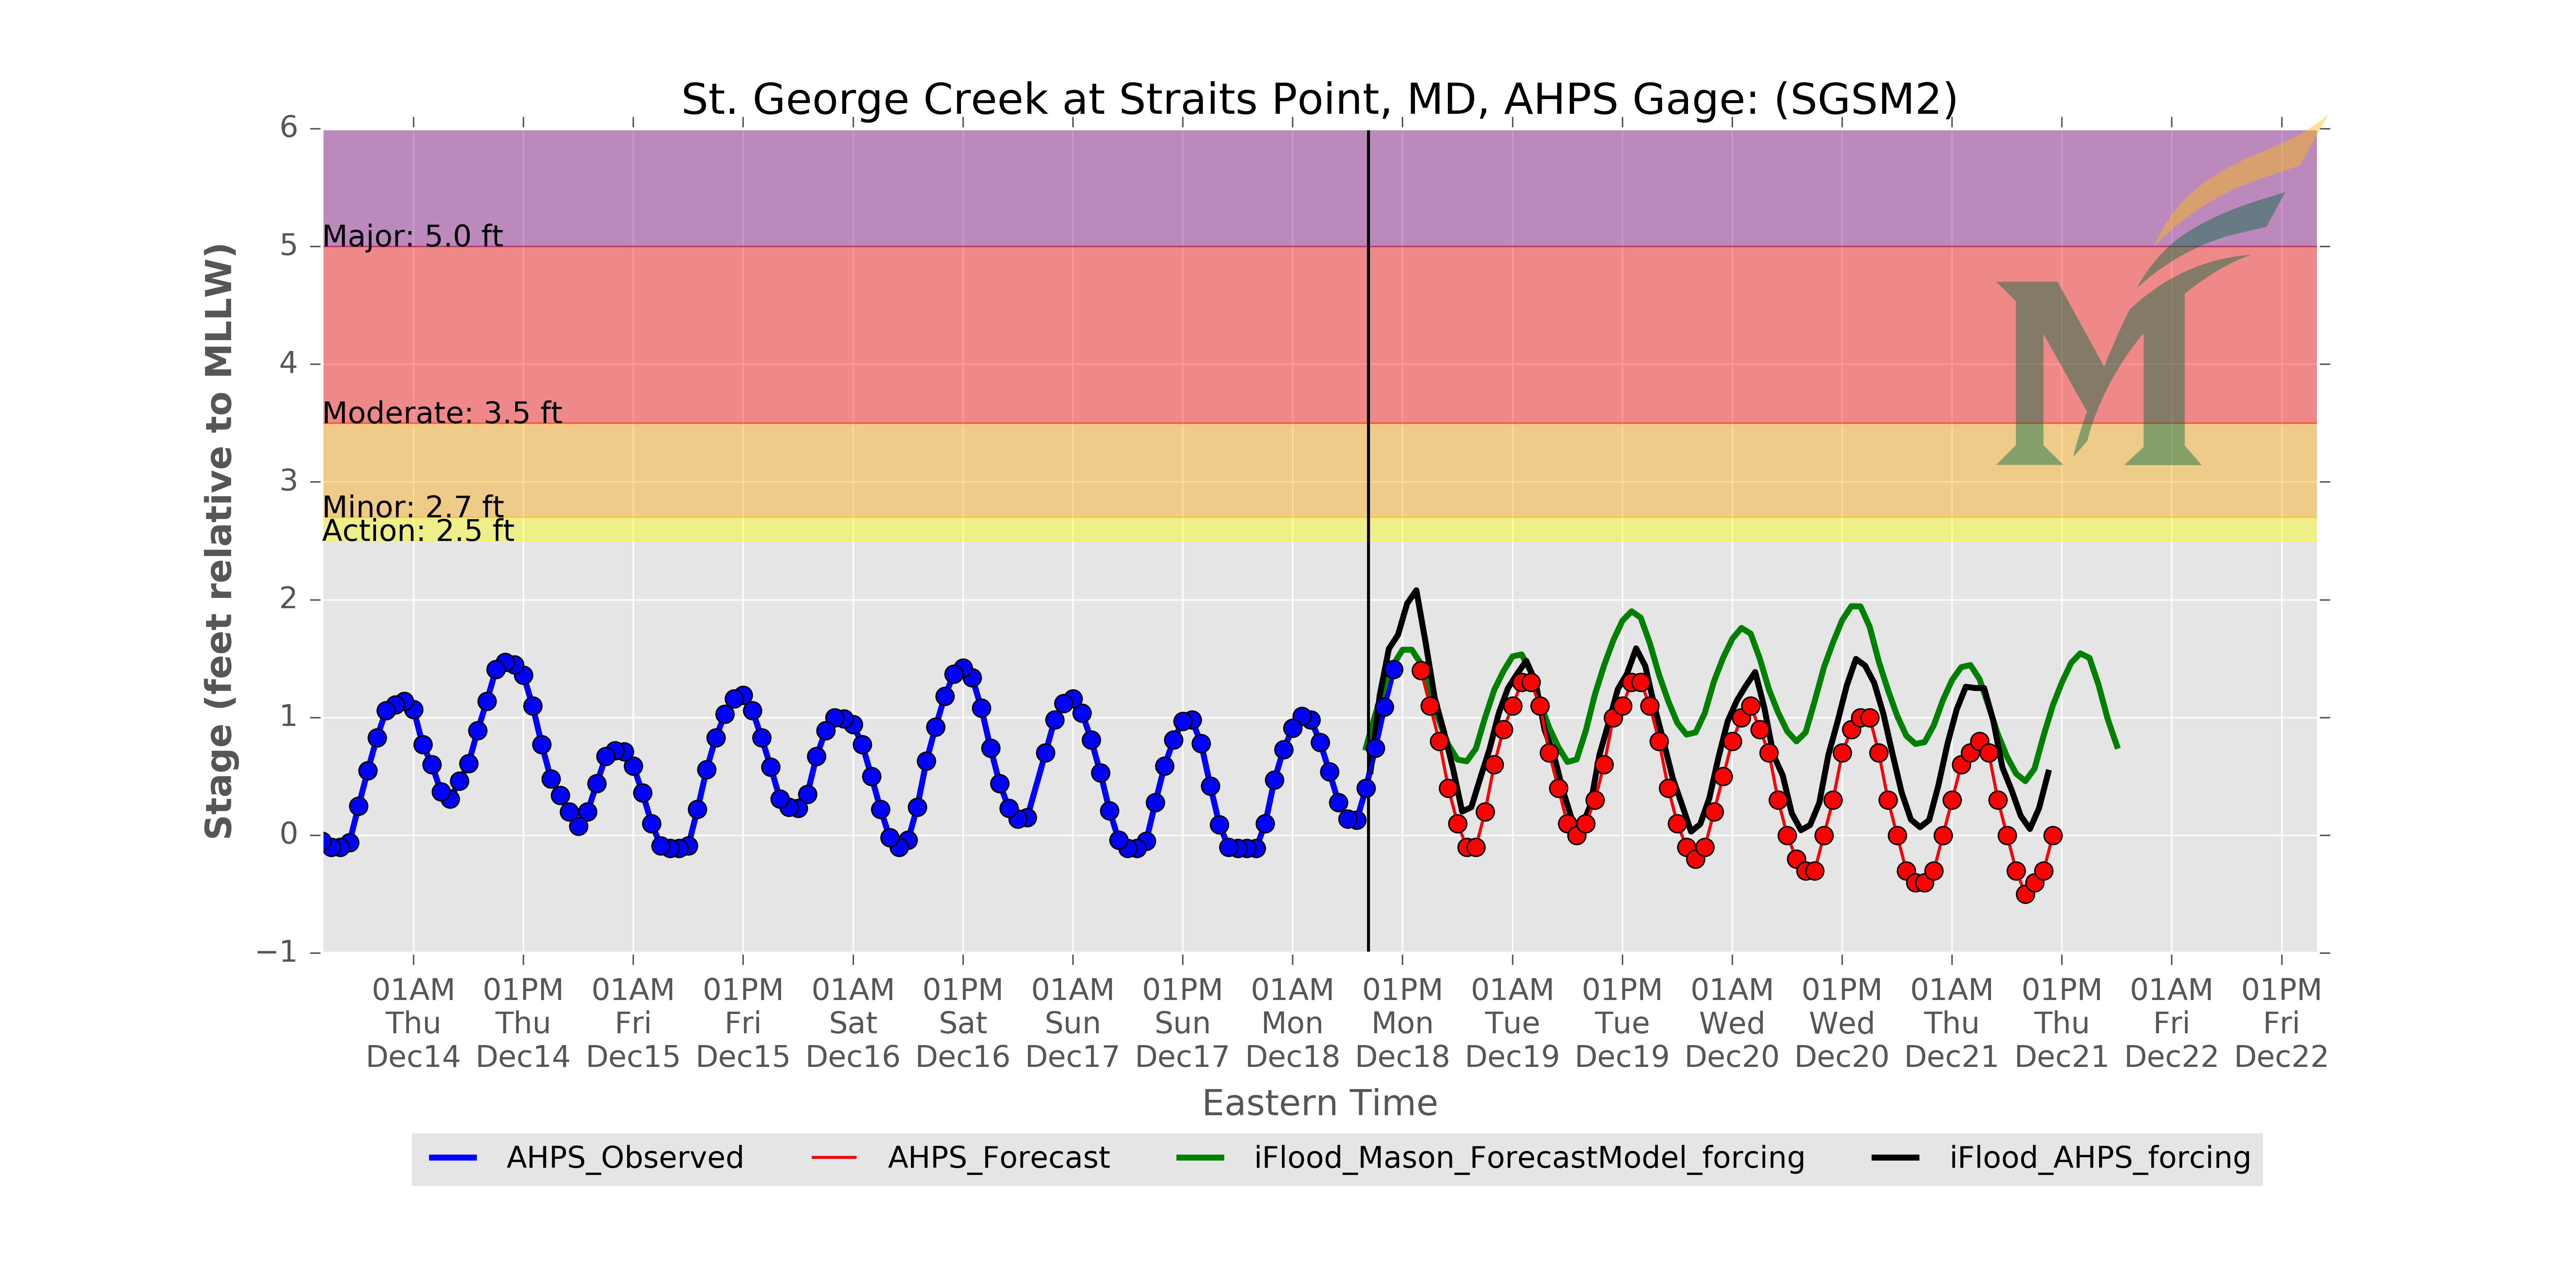 St. George Creek at Straits Point, MD, AHPS Gage: (SGSM2)
Stage (feet relative to MLLW)
6
5
4
3
2
1
0
−1
Major: 5.0 ft
Moderate: 3.5 ft
Minor: 2.7 ft
Action: 2.5 ft
M
01AM 01PM 01AM 01PM 01AM 01PM 01AM 01PM 01AM 01PM 01AM 01PM 01AM 01PM 01AM 01PM 01AM 01PM
Thu Thu Fri Fri Sat Sat Sun Sun Mon Mon Tue Tue Wed Wed Thu Thu Fri Fri
Dec14 Dec14 Dec15 Dec15 Dec16 Dec16 Dec17 Dec17 Dec18 Dec18 Dec19 Dec19 Dec20 Dec20 Dec21 Dec21 Dec22 Dec22
Eastern Time
AHPS_Observed AHPS_Forecast iFlood_Mason_ForecastModel_forcing iFlood_AHPS_forcing